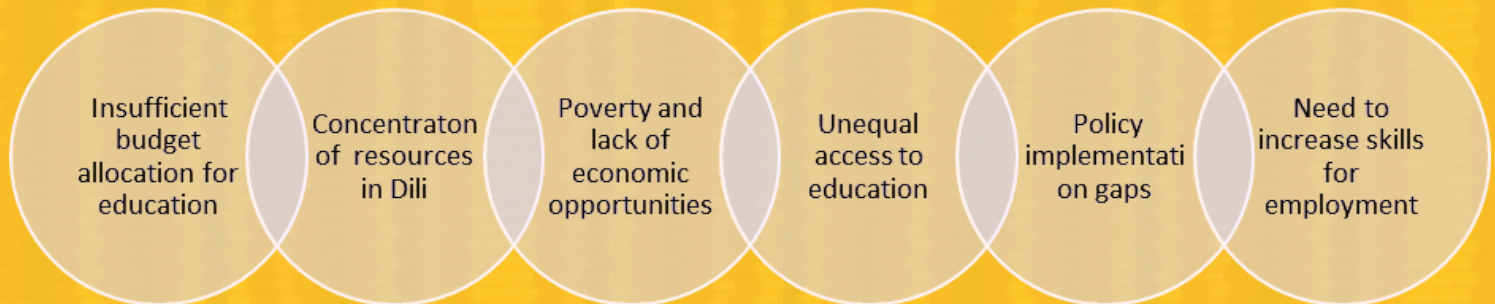 Insufficient
budget
allocation for
education
Concentraton
of resources
in Dili
Poverty and
lack of
economic
opportunities
Unequal
access to
education
Policy
implementati
on gaps
Need to
increase skills
for
employment